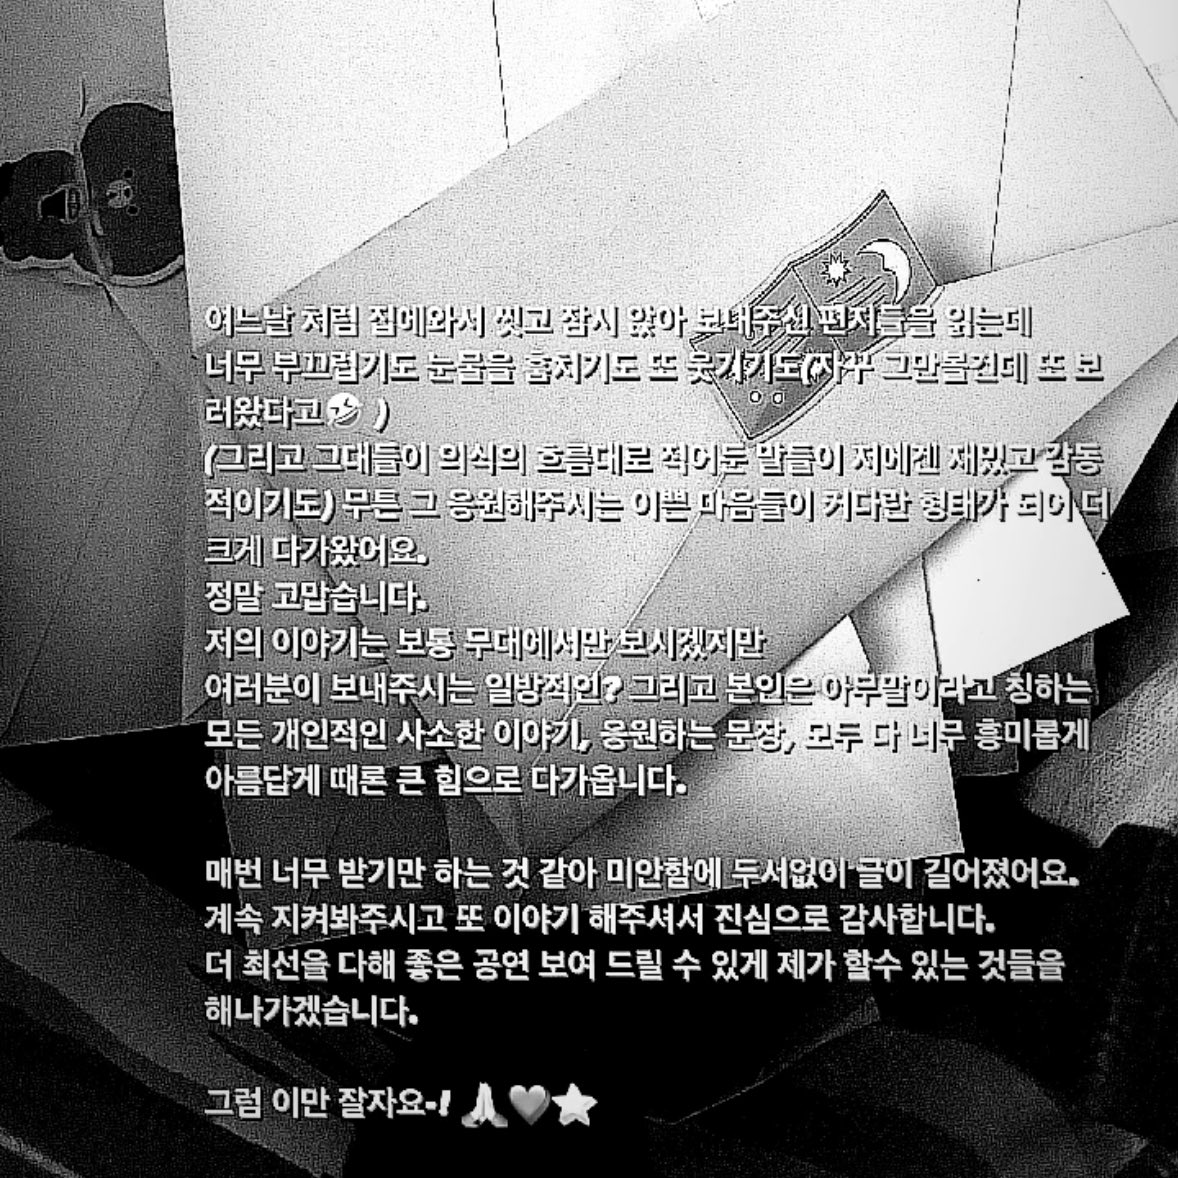 여느날 처럼 집에와서 씻고 잠시 앉아 보내주신 편지들을 읽는데
너무 부끄럽기도 눈물을 훔치기도 또 웃기기도(자꾸 그만볼건데 또 보
러왔다고🤣 )
(그리고 그대들이 의식의 흐름대로 적어둔 말들이 저에겐 재밌고 감동
적이기도) 무튼 그 응원해주시는 이쁜 마음들이 커다란 형태가 되어 더
크게 다가왔어요.
정말 고맙습니다.
저의 이야기는 보통 무대에서만 보시겠지만
여러분이 보내주시는 일방적인? 그리고 본인은 아무말이라고 칭하는
모든 개인적인 사소한 이야기, 응원하는 문장, 모두 다 너무 흥미롭게
아름답게 때론 큰 힘으로 다가옵니다.
매번 너무 받기만 하는 것 같아 미안함에 두서없이 글이 길어졌어요.
계속 지켜봐주시고 또 이야기 해주셔서 진심으로 감사합니다.
더 최선을 다해 좋은 공연 보여 드릴 수 있게 제가 할수 있는 것들을
해나가겠습니다.
그럼 이만 잘자요-! 🙏🩶⭐